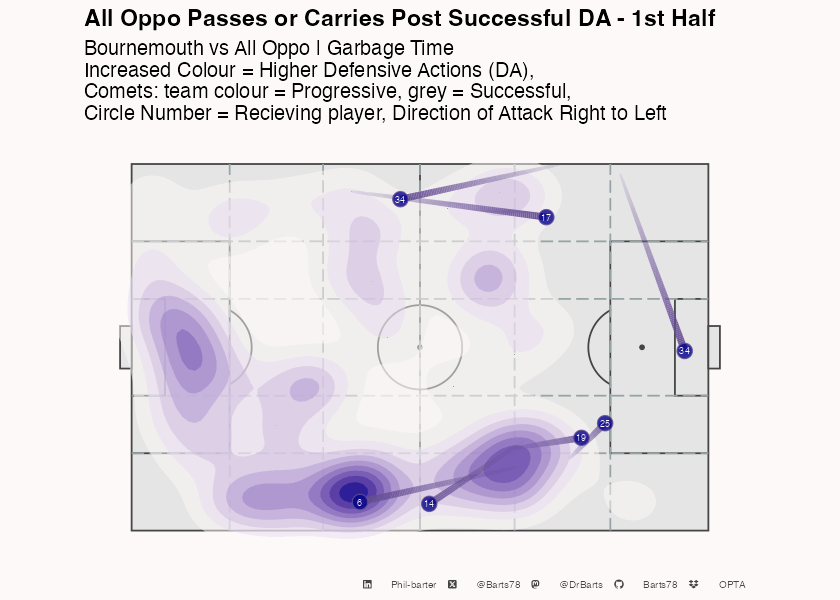 All Oppo Passes or Carries Post Successful DA - 1st Half
Bournemouth vs All Oppo | Garbage Time
Increased Colour = Higher Defensive Actions (DA),
Comets: team colour = Progressive, grey = Successful,
Circle Number = Recieving player, Direction of Attack Right to Left
34
17
34
25
19
6
14
Phil-barter @Barts78 @DrBarts Barts78 OPTA